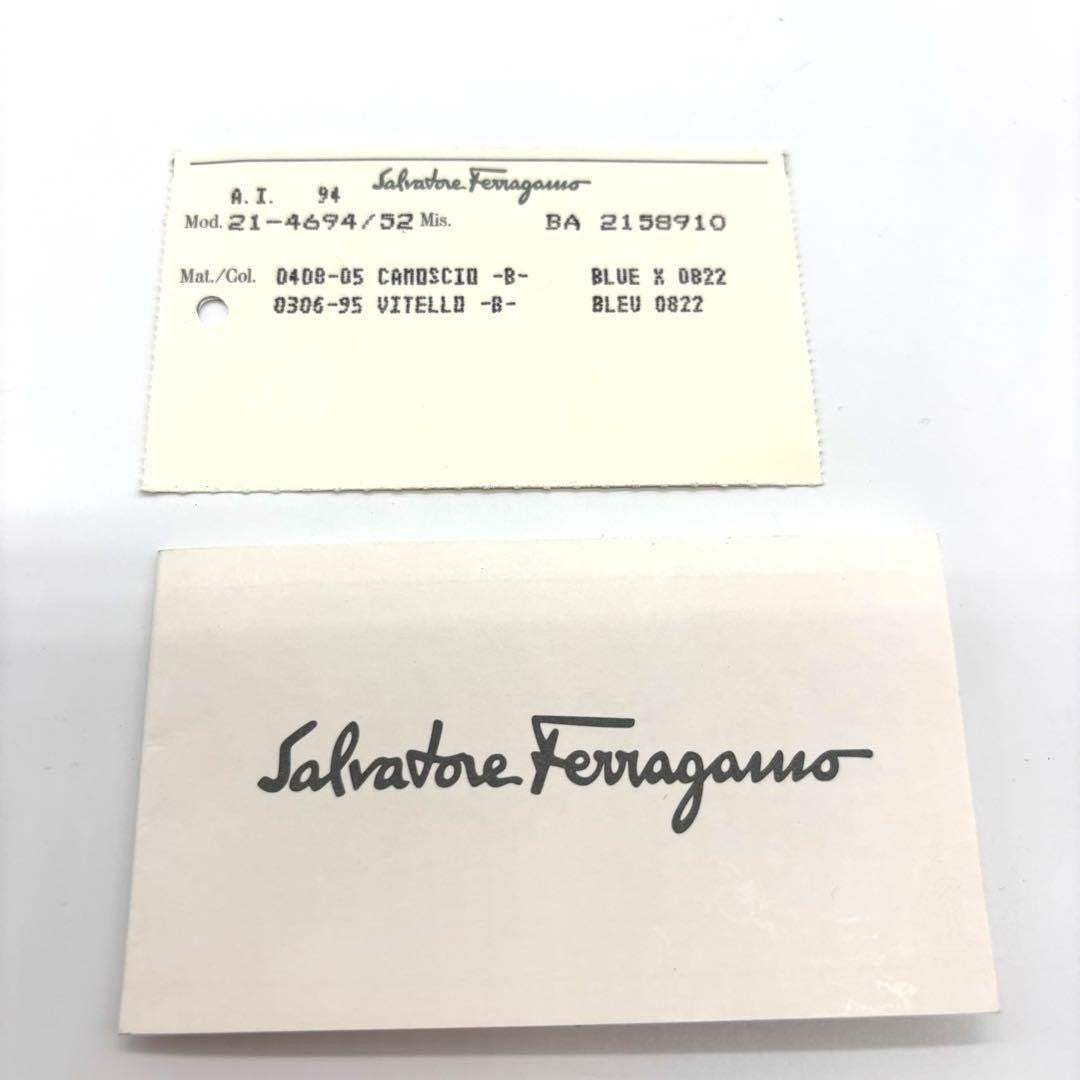 Salvatore Ferragamo
A.I. 94
Mod. 21-4694/52 Mis. BA 2158910
Mat./Col. 0408-05 CAMOSCIO -B- BLUE X 0822
0306-95 VITELLO -B- BLEU 0822
Salvatore Ferragamo